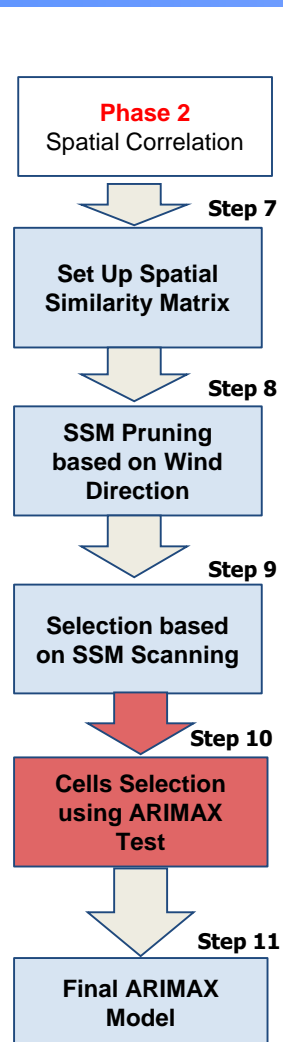 Phase 2
Spatial Correlation
Step 7
Set Up Spatial
Similarity Matrix
Step 8
SSM Pruning
based on Wind
Direction
Step 9
Selection based
on SSM Scanning
Step 10
Cells Selection
using ARIMAX
Test
Step 11
Final ARIMAX
Model